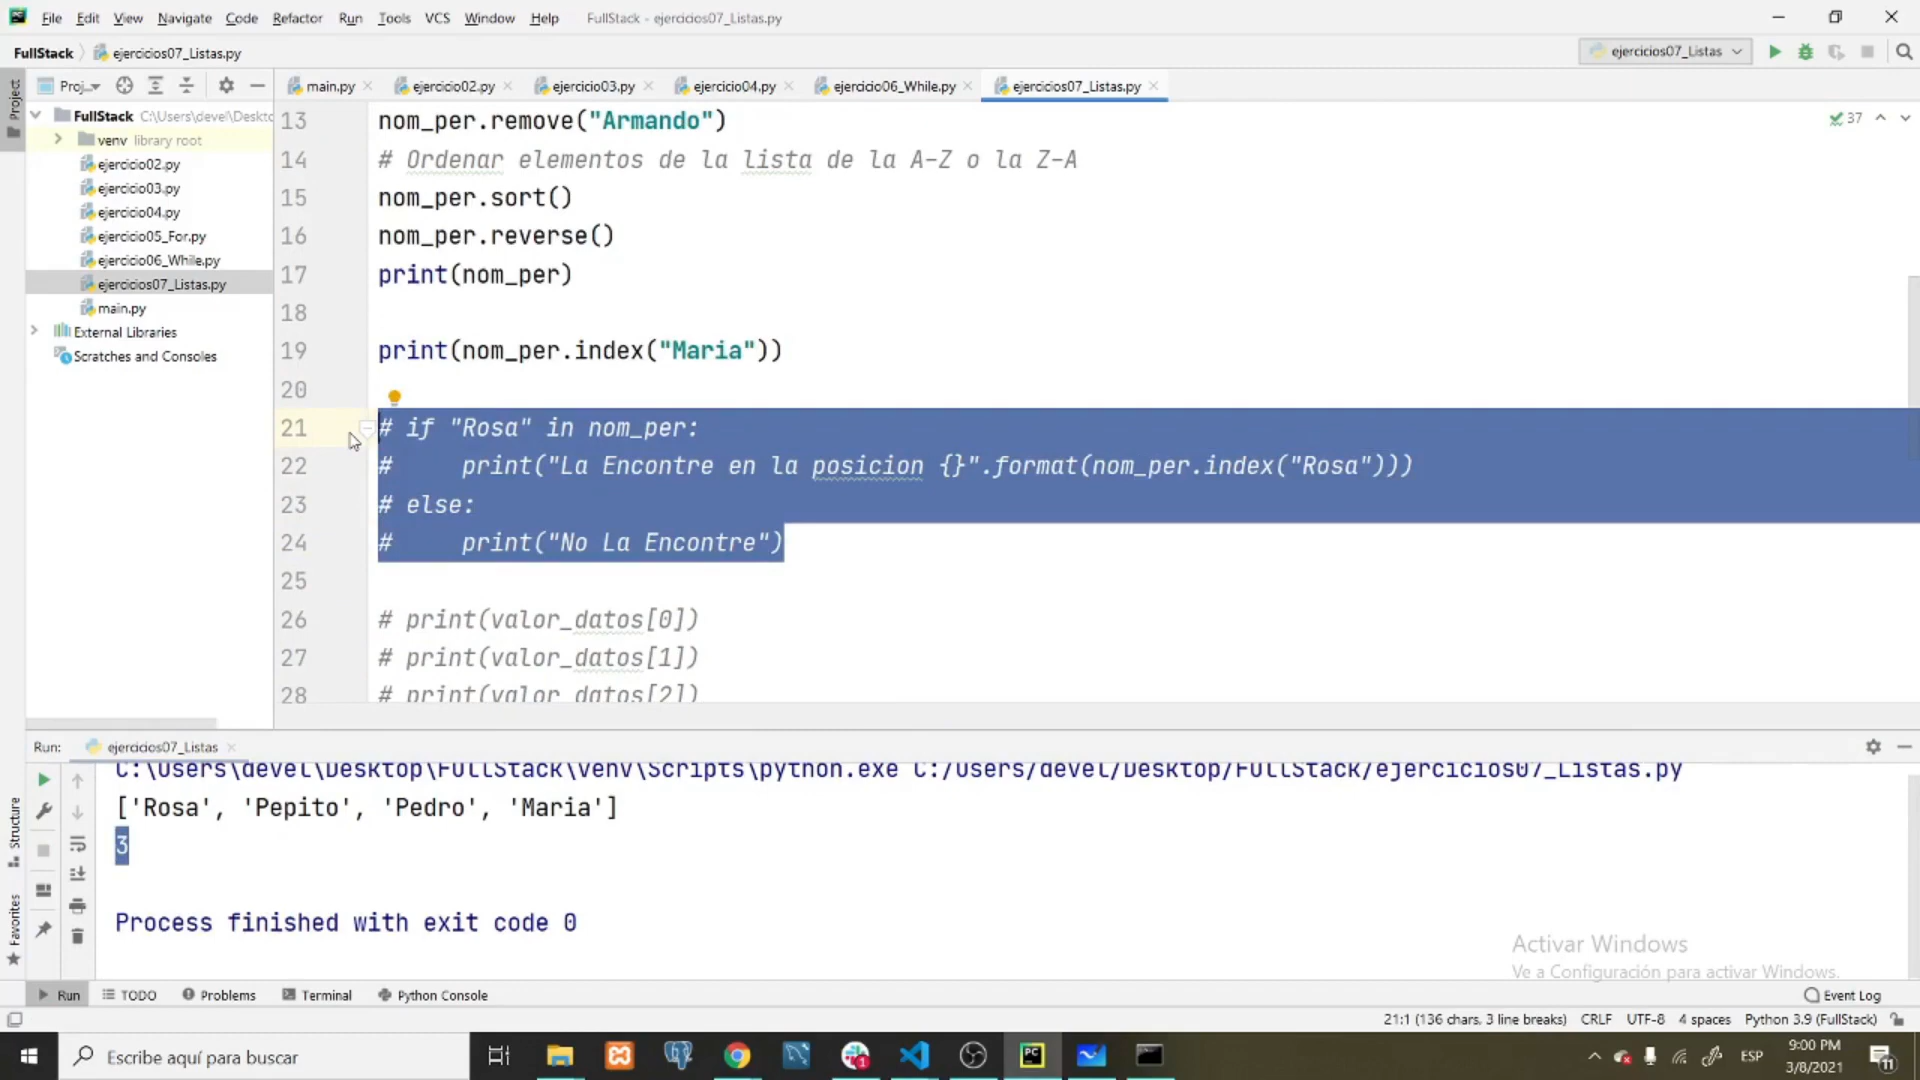 File Edit View Navigate Code Refactor Run Tools VCS Window Help FullStack - ejercicios07_Listas.py
FullStack ejercicios07_Listas.py ejercicios07_Listas
Project Proj... main.py ejercicio02.py ejercicio03.py ejercicio04.py ejercicio06_While.py ejercicios07_Listas.py
FullStack C:\Users\devel\Deskto
venv library root
ejercicio02.py
ejercicio03.py
ejercicio04.py
ejercicio05_For.py
ejercicio06_While.py
ejercicios07_Listas.py
main.py
External Libraries
Scratches and Consoles
37
13 nom_per.remove("Armando")
14 # Ordenar elementos de la lista de la A-Z o la Z-A
15 nom_per.sort()
16 nom_per.reverse()
17 print(nom_per)
18
19 print(nom_per.index("Maria"))
20
21 # if "Rosa" in nom_per:
22 #     print("La Encontre en la posicion {}".format(nom_per.index("Rosa")))
23 # else:
24 #     print("No La Encontre")
25
26 # print(valor_datos[0])
27 # print(valor_datos[1])
28 # print(valor_datos[2])
Run: ejercicios07_Listas
C:\Users\devel\Desktop\FullStack\venv\Scripts\python.exe C:/Users/devel/Desktop/FullStack/ejercicios07_Listas.py
['Rosa', 'Pepito', 'Pedro', 'Maria']
3
Process finished with exit code 0
Structure
Favorites
Activar Windows
Ve a Configuración para activar Windows.
Run TODO Problems Terminal Python Console Event Log
21:1 (136 chars, 3 line breaks) CRLF UTF-8 4 spaces Python 3.9 (FullStack)
Escribe aquí para buscar
PC
1
ESP
9:00 PM
3/8/2021
11